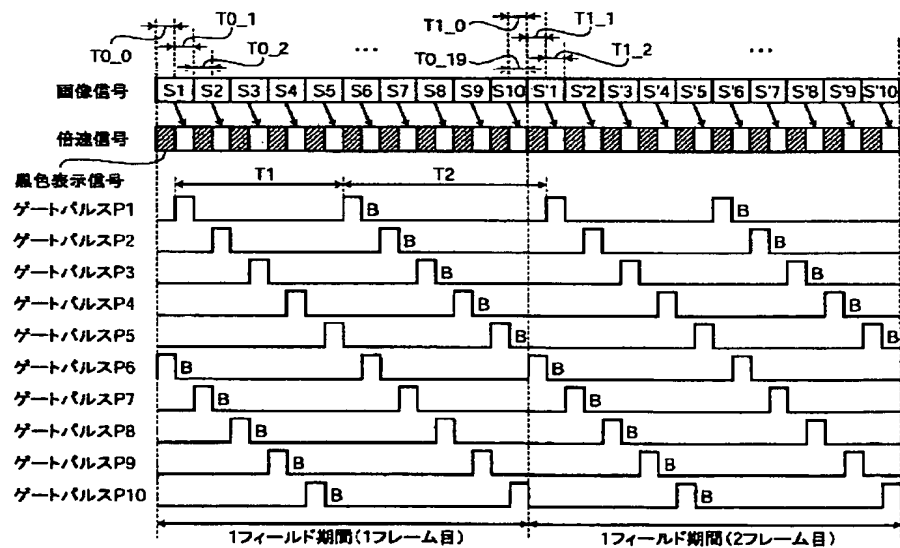 T0_1
T1_0
T1_1
T0_0
T0_2
...
T0_19
T1_2
...
画像信号 S1 S2 S3 S4 S5 S6 S7 S8 S9 S10 S'1 S'2 S'3 S'4 S'5 S'6 S'7 S'8 S'9 S'10
倍速信号
黒色表示信号
T1 T2
ゲートパルスP1 B B
ゲートパルスP2 B B
ゲートパルスP3 B B
ゲートパルスP4 B B
ゲートパルスP5 B B
ゲートパルスP6 B B
ゲートパルスP7 B B
ゲートパルスP8 B B
ゲートパルスP9 B B
ゲートパルスP10 B B
1フィールド期間(1フレーム目) 1フィールド期間(2フレーム目)